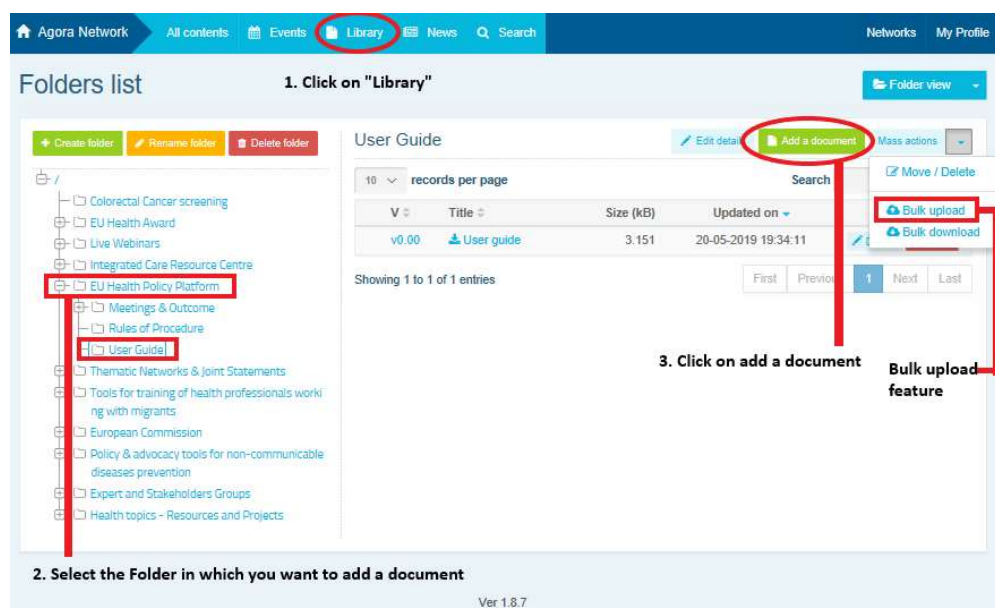 Agora Network All contents Events Library News Search Networks My Profile
Folders list
1. Click on "Library"
Folder view
Create folder Rename folder Delete folder
User Guide
Edit detail Add a document Mass actions
/
Colorectal Cancer screening
EU Health Award
Live Webinars
Integrated Care Resource Centre
EU Health Policy Platform
Meetings & Outcome
Rules of Procedure
User Guide
Thematic Networks & Joint Statements
Tools for training of health professionals worki
ng with migrants
European Commission
Policy & advocacy tools for non-communicable
diseases prevention
Expert and Stakeholders Groups
Health topics - Resources and Projects
10 records per page Search
Move / Delete
Bulk upload
Bulk download
V Title Size (kB) Updated on
v0.00 User guide 3.151 20-05-2019 19:34:11
Showing 1 to 1 of 1 entries
First Previou 1 Next Last
3. Click on add a document
Bulk upload
feature
2. Select the Folder in which you want to add a document
Ver 1.8.7